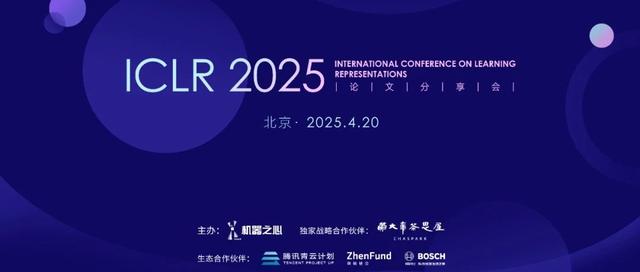 ICLR 2025
INTERNATIONAL CONFERENCE ON LEARNING
REPRESENTATIONS
|论|文|分|享|会|
北京· 2025.4.20
主办：机器之心 独家战略合作伙伴：
CHASPARK
生态合作伙伴：腾讯青云计划 ZhenFund BOSCH
TENCENT PROJECT UP